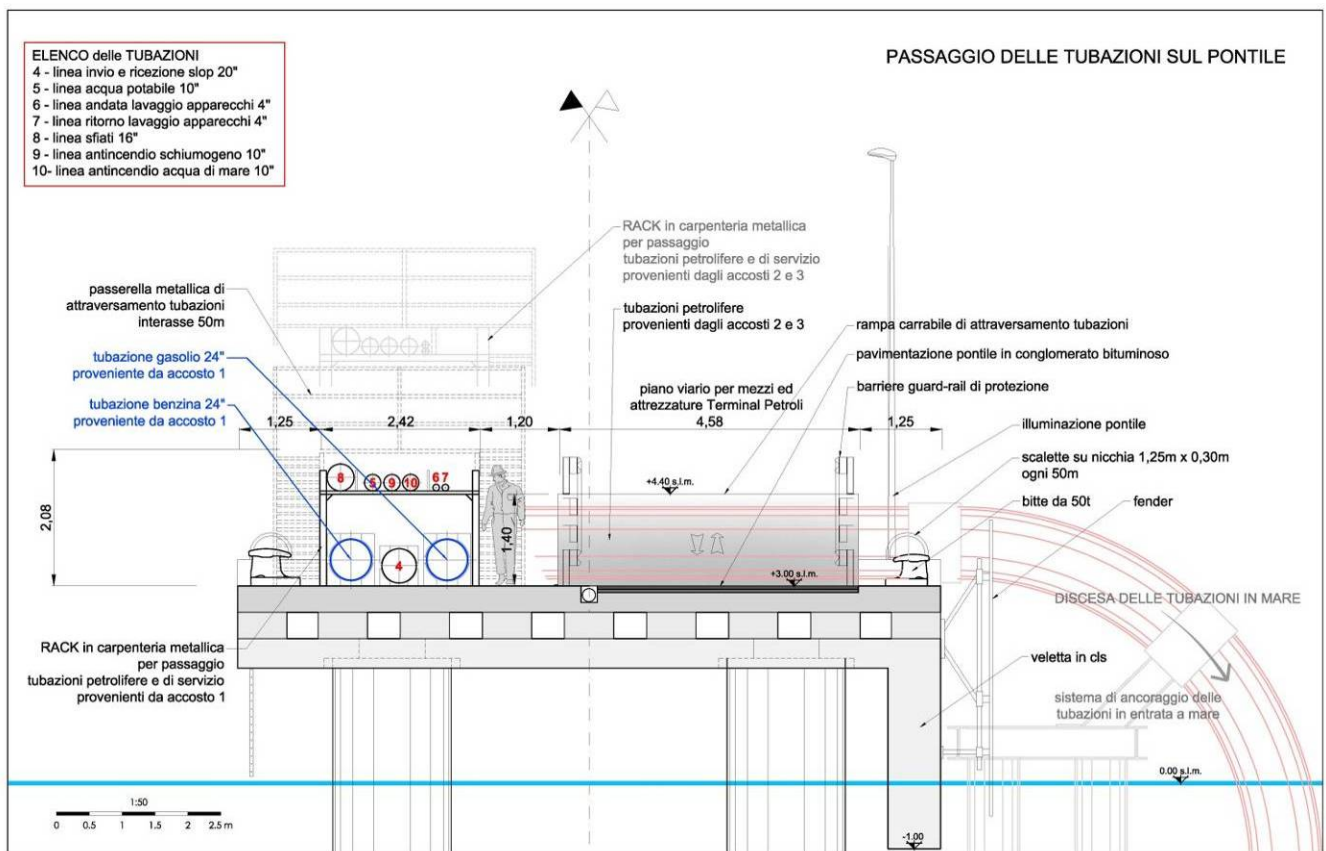 ELENCO delle TUBAZIONI
4 - linea invio e ricezione slop 20"
5 - linea acqua potabile 10"
6 - linea andata lavaggio apparecchi 4"
7 - linea ritorno lavaggio apparecchi 4"
8 - linea sfiati 16"
9 - linea antincendio schiumogeno 10"
10- linea antincendio acqua di mare 10"
PASSAGGIO DELLE TUBAZIONI SUL PONTILE
RACK in carpenteria metallica
per passaggio
tubazioni petrolifere e di servizio
provenienti dagli accosti 2 e 3
passerella metallica di
attraversamento tubazioni
interasse 50m
tubazioni petrolifere
provenienti dagli accosti 2 e 3
rampa carrabile di attraversamento tubazioni
tubazione gasolio 24"
proveniente da accosto 1
pavimentazione pontile in conglomerato bituminoso
tubazione benzina 24"
proveniente da accosto 1
piano viario per mezzi ed
attrezzature Terminal Petroli
barriere guard-rail di protezione
1,25
2,42
1,20
4,58
1,25
illuminazione pontile
scalette su nicchia 1,25m x 0,30m
ogni 50m
bitte da 50t
fender
8
5
9
10
6 7
+4.40 s.l.m.
2,08
1,40
4
+3.00 s.l.m.
DISCESA DELLE TUBAZIONI IN MARE
RACK in carpenteria metallica
per passaggio
tubazioni petrolifere e di servizio
provenienti da accosto 1
veletta in cls
sistema di ancoraggio delle
tubazioni in entrata a mare
0.00 s.l.m.
1:50
0 0.5 1 1.5 2 2.5 m
-1.00